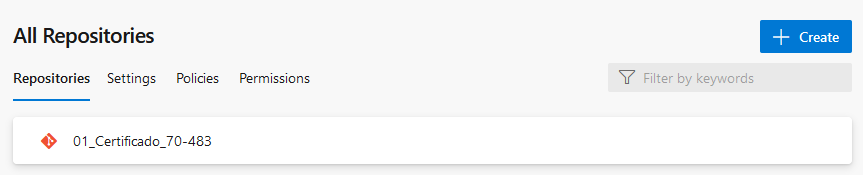 All Repositories
Create
Repositories Settings Policies Permissions
Filter by keywords
01_Certificado_70-483